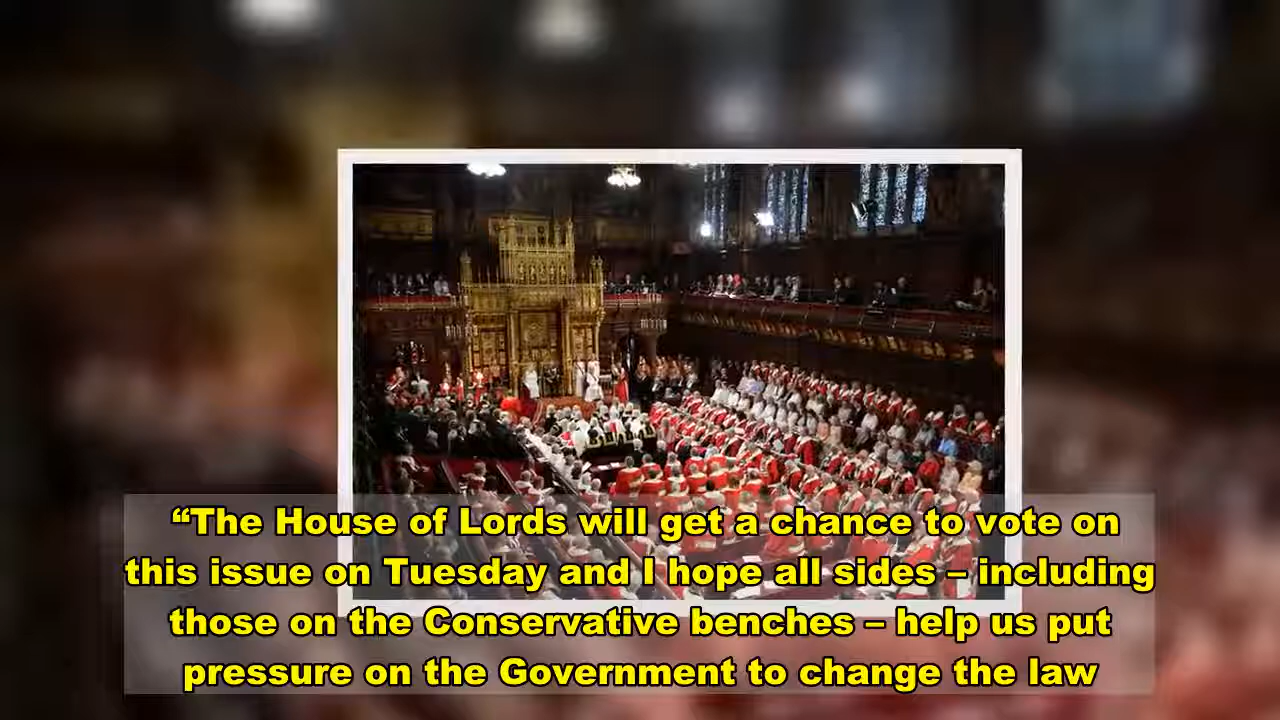 “The House of Lords will get a chance to vote on
this issue on Tuesday and I hope all sides – including
those on the Conservative benches – help us put
pressure on the Government to change the law